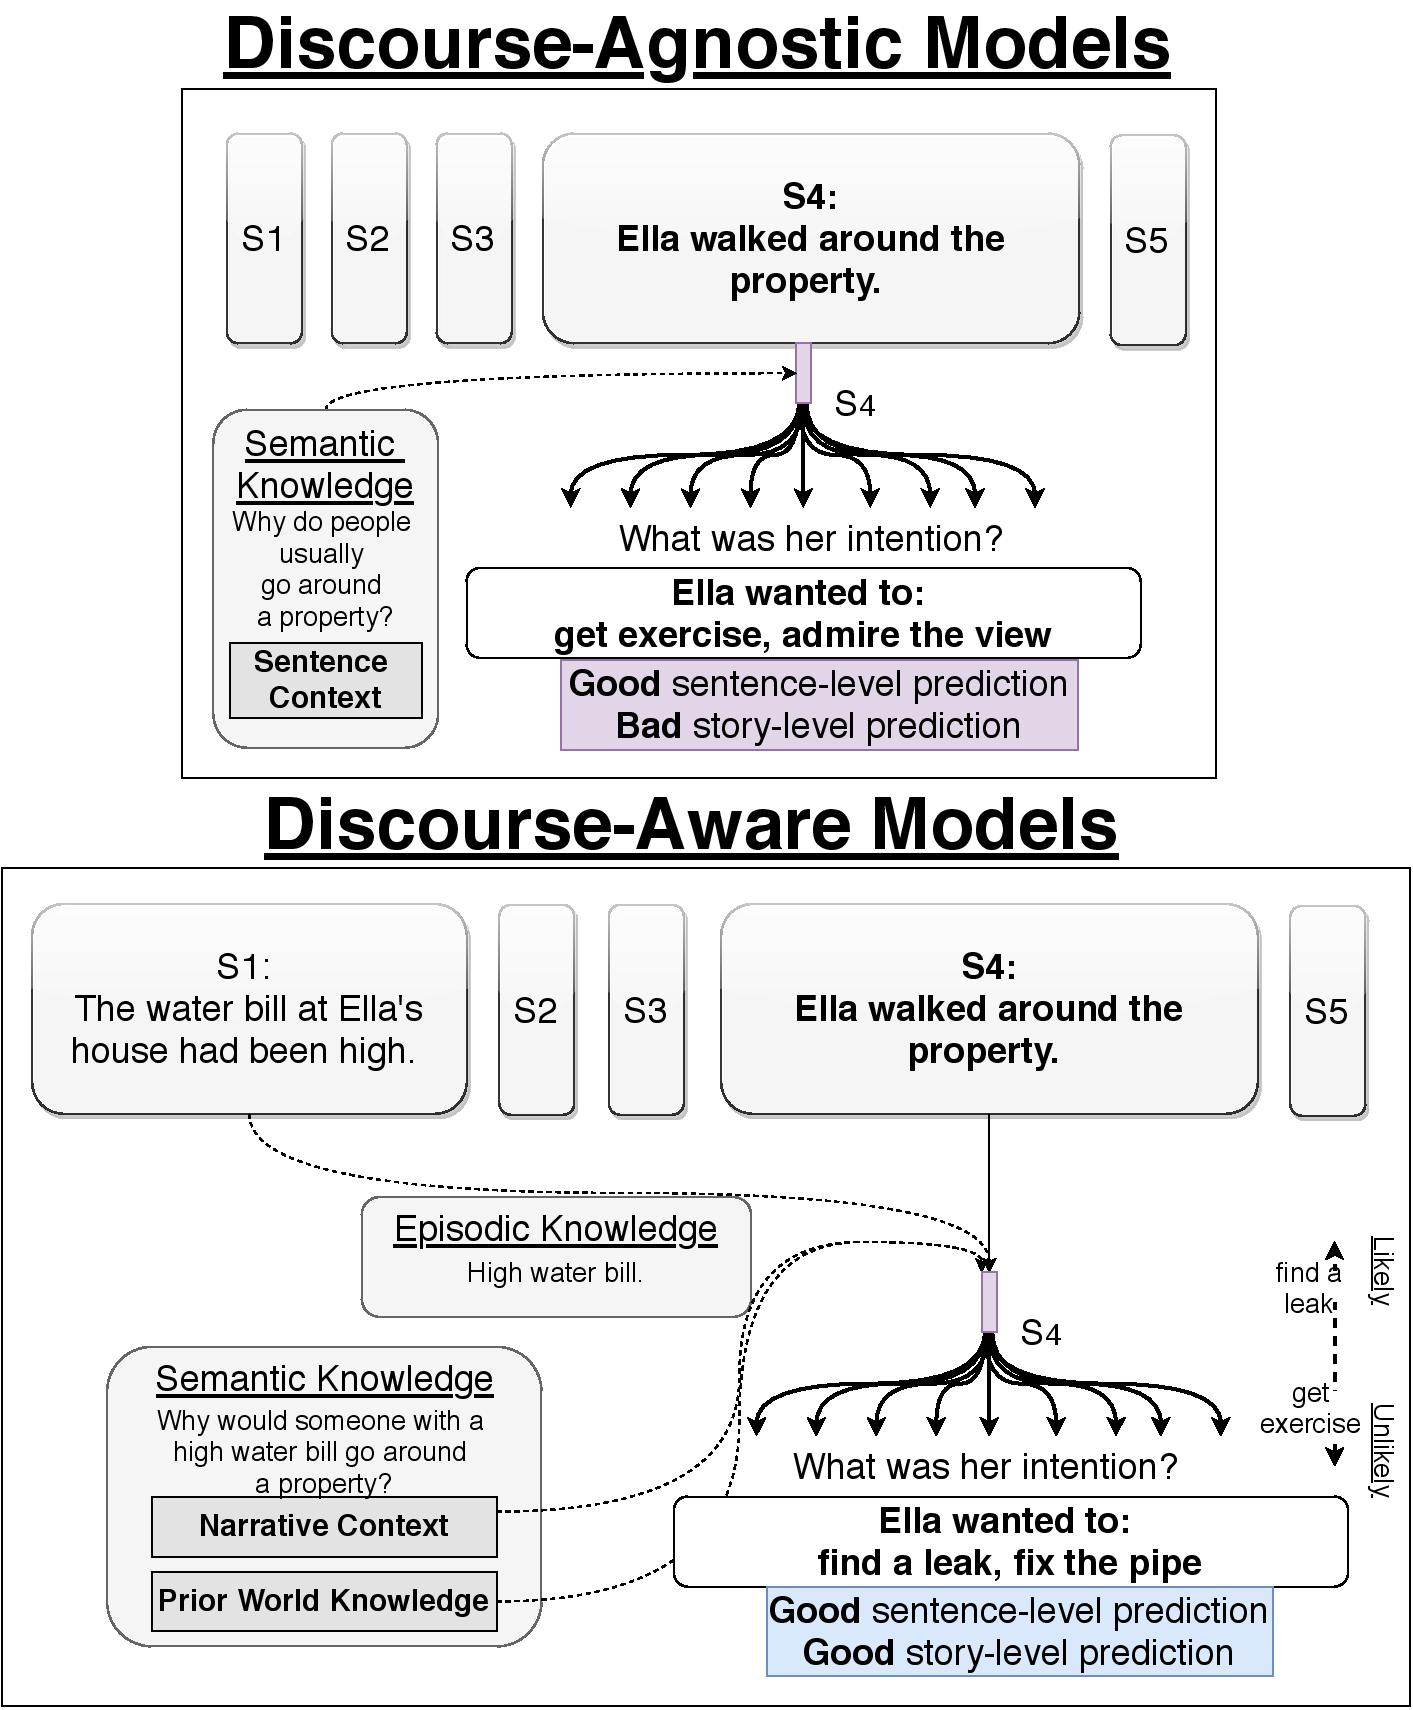 Discourse-Agnostic Models
S1
S2
S3
S4:
Ella walked around the
property.
S5
S4
Semantic
Knowledge
Why do people
usually
go around
a property?
Sentence
Context
What was her intention?
Ella wanted to:
get exercise, admire the view
Good sentence-level prediction
Bad story-level prediction
Discourse-Aware Models
S1:
The water bill at Ella's
house had been high.
S2
S3
S4:
Ella walked around the
property.
S5
Episodic Knowledge
High water bill.
S4
find a
leak
Likely
get
exercise
Unlikely
Semantic Knowledge
Why would someone with a
high water bill go around
a property?
Narrative Context
Prior World Knowledge
What was her intention?
Ella wanted to:
find a leak, fix the pipe
Good sentence-level prediction
Good story-level prediction